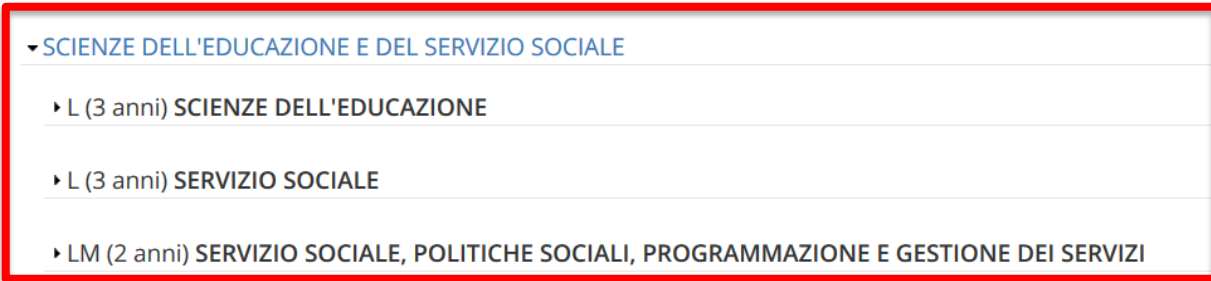 SCIENZE DELL'EDUCAZIONE E DEL SERVIZIO SOCIALE
L (3 anni) SCIENZE DELL'EDUCAZIONE
L (3 anni) SERVIZIO SOCIALE
LM (2 anni) SERVIZIO SOCIALE, POLITICHE SOCIALI, PROGRAMMAZIONE E GESTIONE DEI SERVIZI